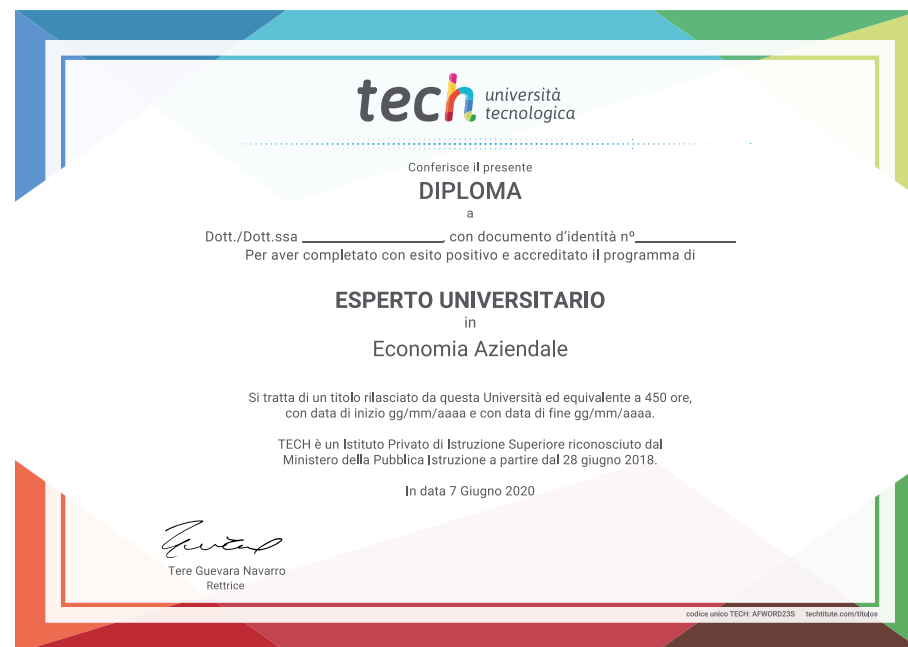 tech università
tecnologica
Conferisce il presente
DIPLOMA
a
Dott./Dott.ssa ____________________, con documento d'identità nº______________
Per aver completato con esito positivo e accreditato il programma di
ESPERTO UNIVERSITARIO
in
Economia Aziendale
Si tratta di un titolo rilasciato da questa Università ed equivalente a 450 ore,
con data di inizio gg/mm/aaaa e con data di fine gg/mm/aaaa.
TECH è un Istituto Privato di Istruzione Superiore riconosciuto dal
Ministero della Pubblica Istruzione a partire dal 28 giugno 2018.
In data 7 Giugno 2020
Tere Guevara Navarro
Rettrice
codice unico TECH: AFWORD23S techtitute.com/titulos